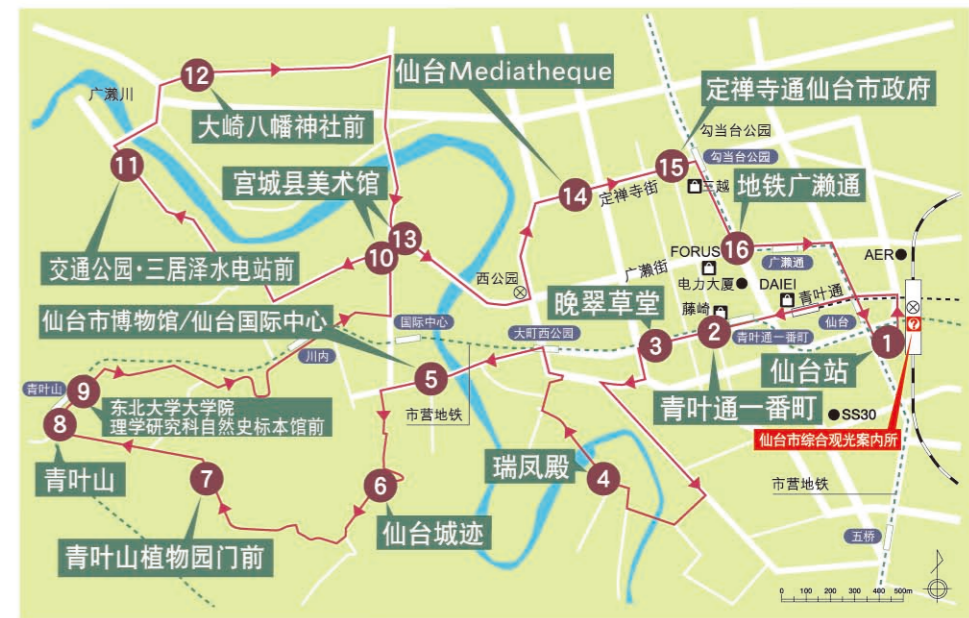 12
仙台Mediatheque
广濑川
14
定禅寺通仙台市政府
大崎八幡神社前
勾当台公园
15
勾当台公园
11
宫城县美术馆
三越
地铁广濑通
定禅寺街
13
10
16
FORUS
广濑通
AER
交通公园·三居泽水电站前
西公园
广濑街
电力大厦
DAIEI
青叶通
晚翠草堂
藤崎
仙台市博物馆/仙台国际中心
国际中心
大町西公园
2
青叶通一番町
仙台
?
3
1
川内
5
仙台站
青叶山
9
东北大学大学院
理学研究科自然史标本馆前
市营地铁
青叶通一番町
SS30
8
仙台市综合观光案内所
青叶山
7
6
瑞凤殿
4
市营地铁
仙台城迹
青叶山植物园门前
五桥
0 100 200 300 400 500m